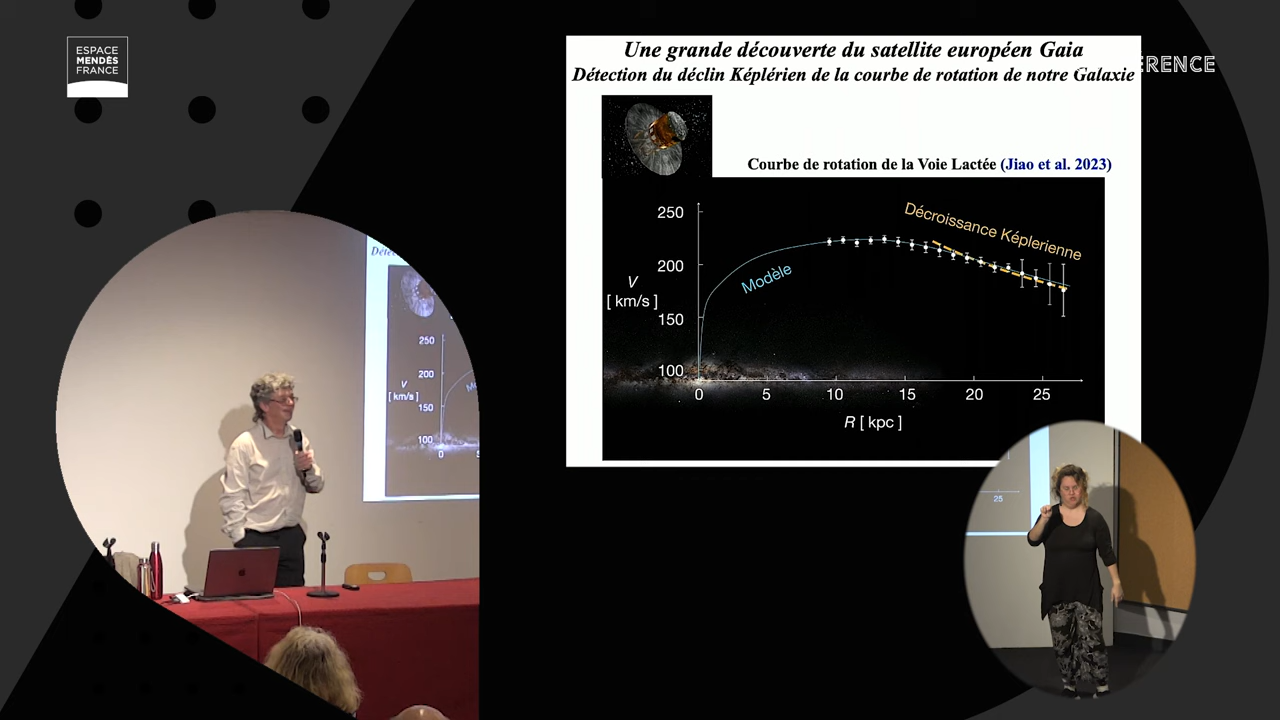 ESPACE
MENDÈS
FRANCE
Une grande découverte du satellite européen Gaia
Détection du déclin Képlérien de la courbe de rotation de notre Galaxie
ÉRENCE
Courbe de rotation de la Voie Lactée (Jiao et al. 2023)
250
200
150
100
V
[ km/s ]
Modèle
Décroissance Képlerienne
0 5 10 15 20 25
R [ kpc ]
250
200
150
100
V
[ km/s ]
0
25